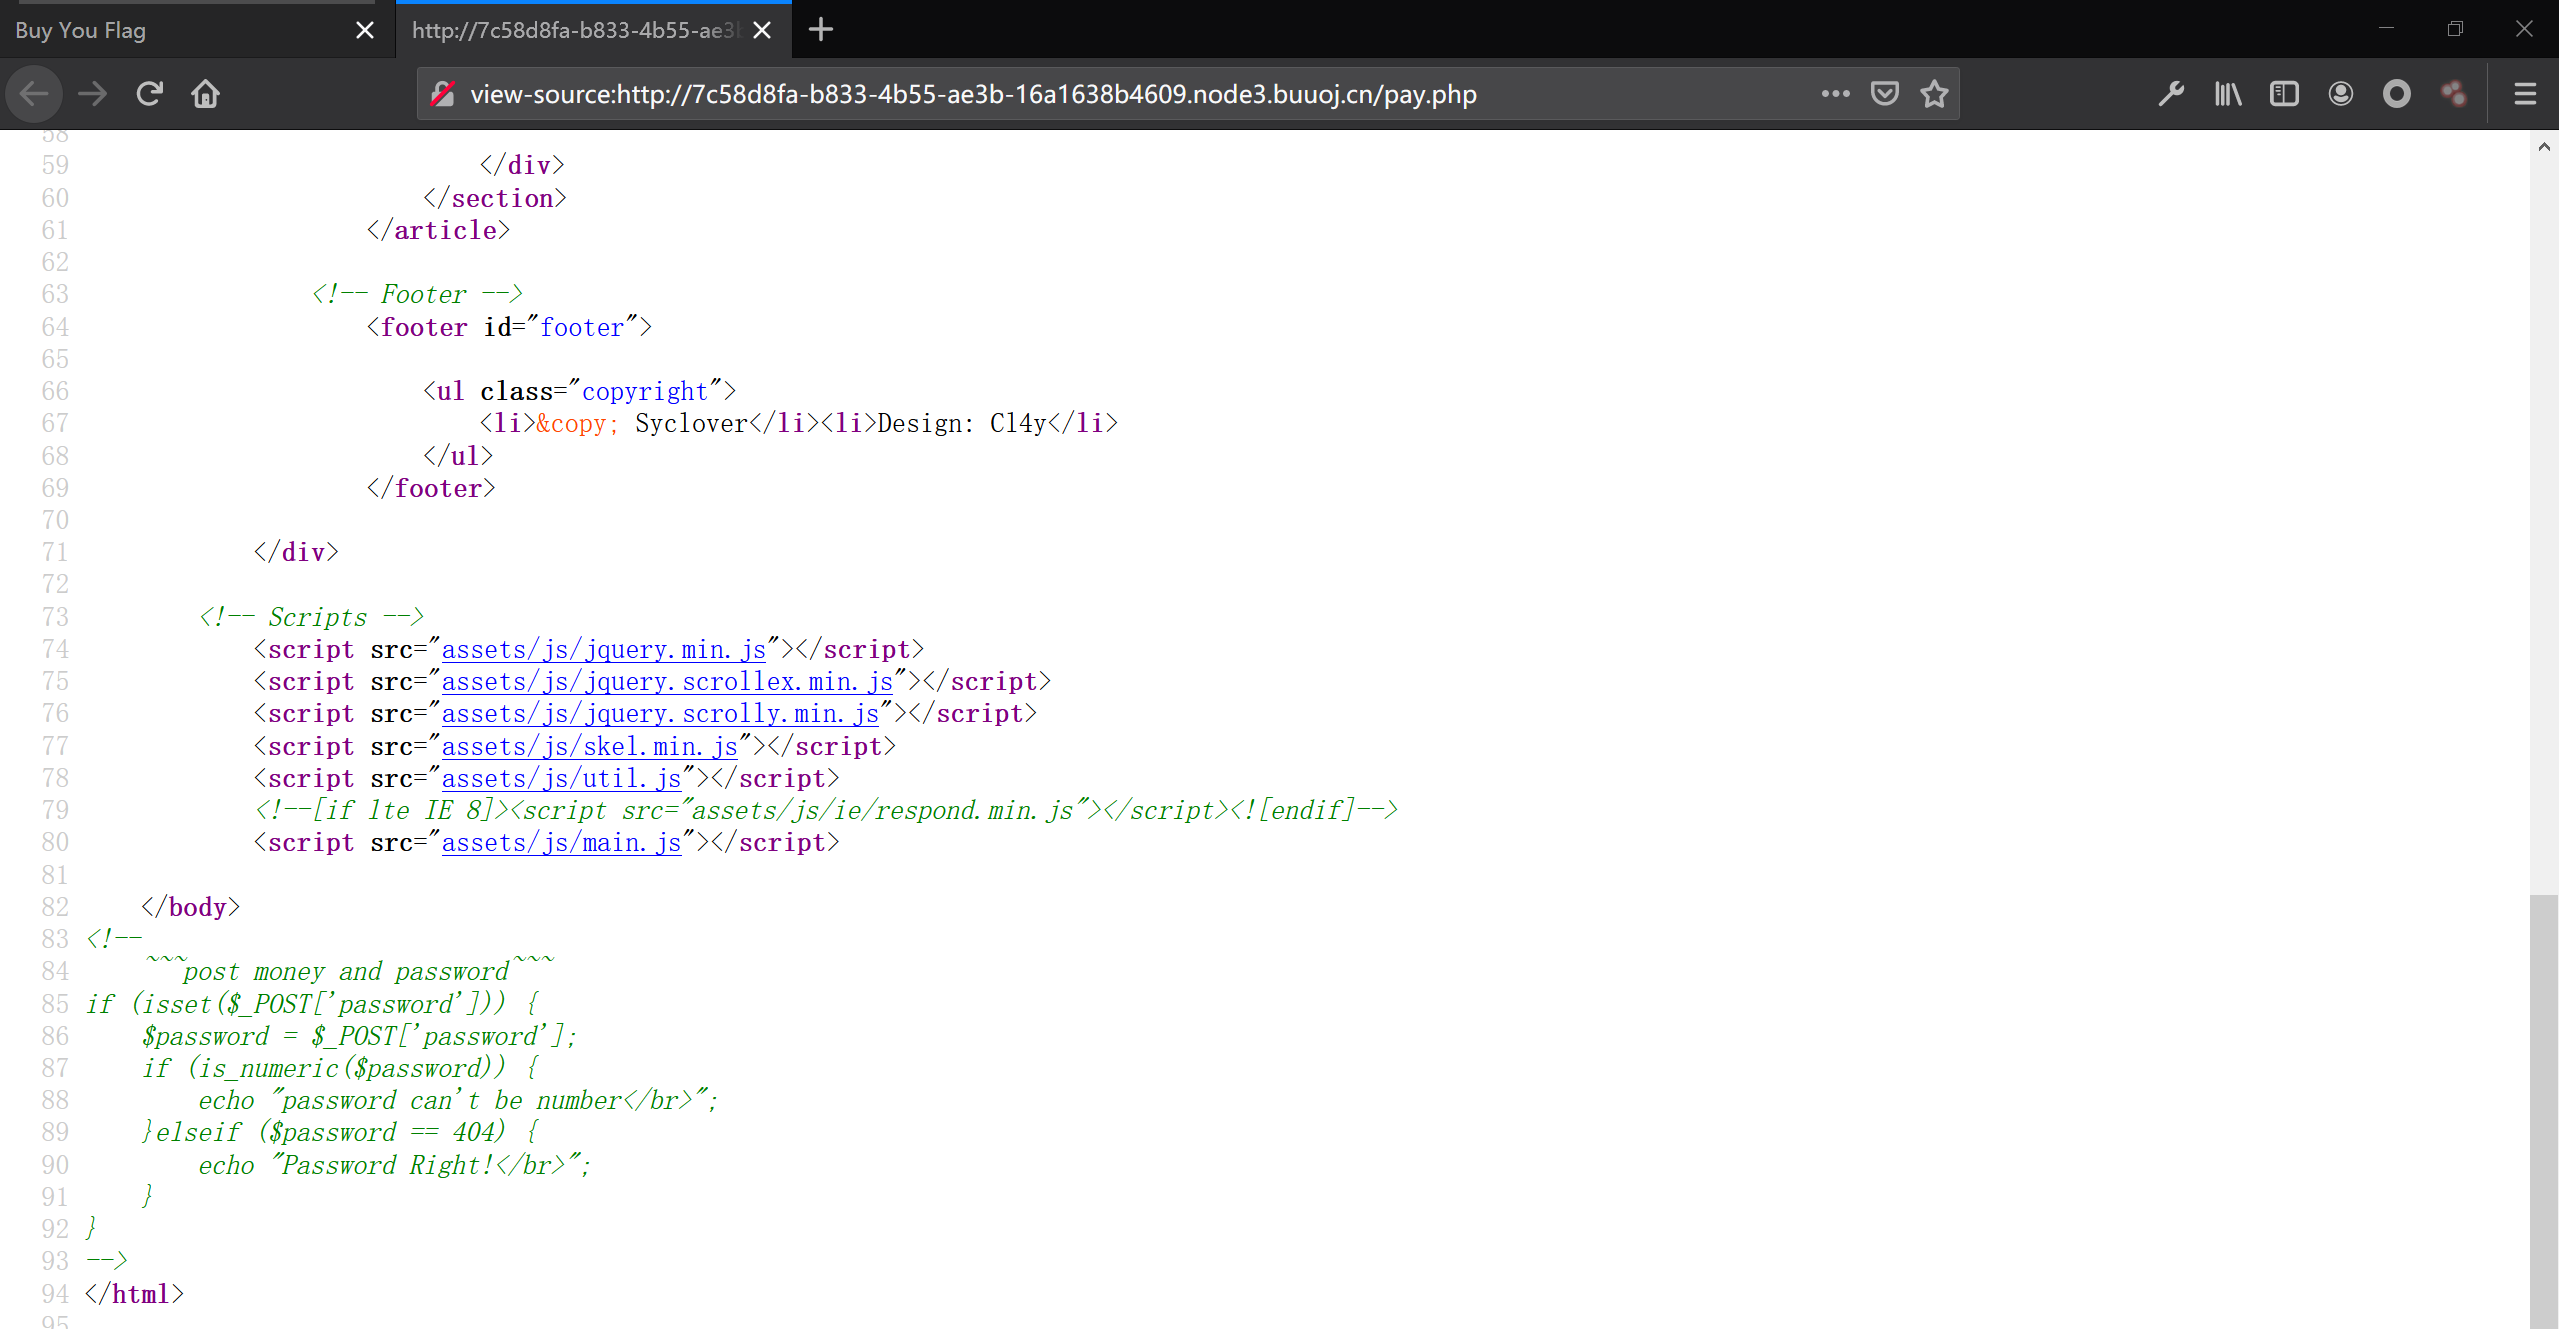 Buy You Flag
http://7c58d8fa-b833-4b55-ae3b
view-source:http://7c58d8fa-b833-4b55-ae3b-16a1638b4609.node3.buuoj.cn/pay.php
58
59 </div>
60 </section>
61 </article>
62
63 <!-- Footer -->
64 <footer id="footer">
65
66 <ul class="copyright">
67 <li>&copy; Syclover</li><li>Design: Cl4y</li>
68 </ul>
69 </footer>
70
71 </div>
72
73 <!-- Scripts -->
74 <script src="assets/js/jquery.min.js"></script>
75 <script src="assets/js/jquery.scrollex.min.js"></script>
76 <script src="assets/js/jquery.scrolly.min.js"></script>
77 <script src="assets/js/skel.min.js"></script>
78 <script src="assets/js/util.js"></script>
79 <!--[if lte IE 8]><script src="assets/js/ie/respond.min.js"></script><![endif]-->
80 <script src="assets/js/main.js"></script>
81
82 </body>
83 <!--
84 ~~~post money and password~~~
85 if (isset($_POST['password'])) {
86 $password = $_POST['password'];
87 if (is_numeric($password)) {
88 echo "password can't be number</br>";
89 }elseif ($password == 404) {
90 echo "Password Right!</br>";
91 }
92 }
93 -->
94 </html>
95